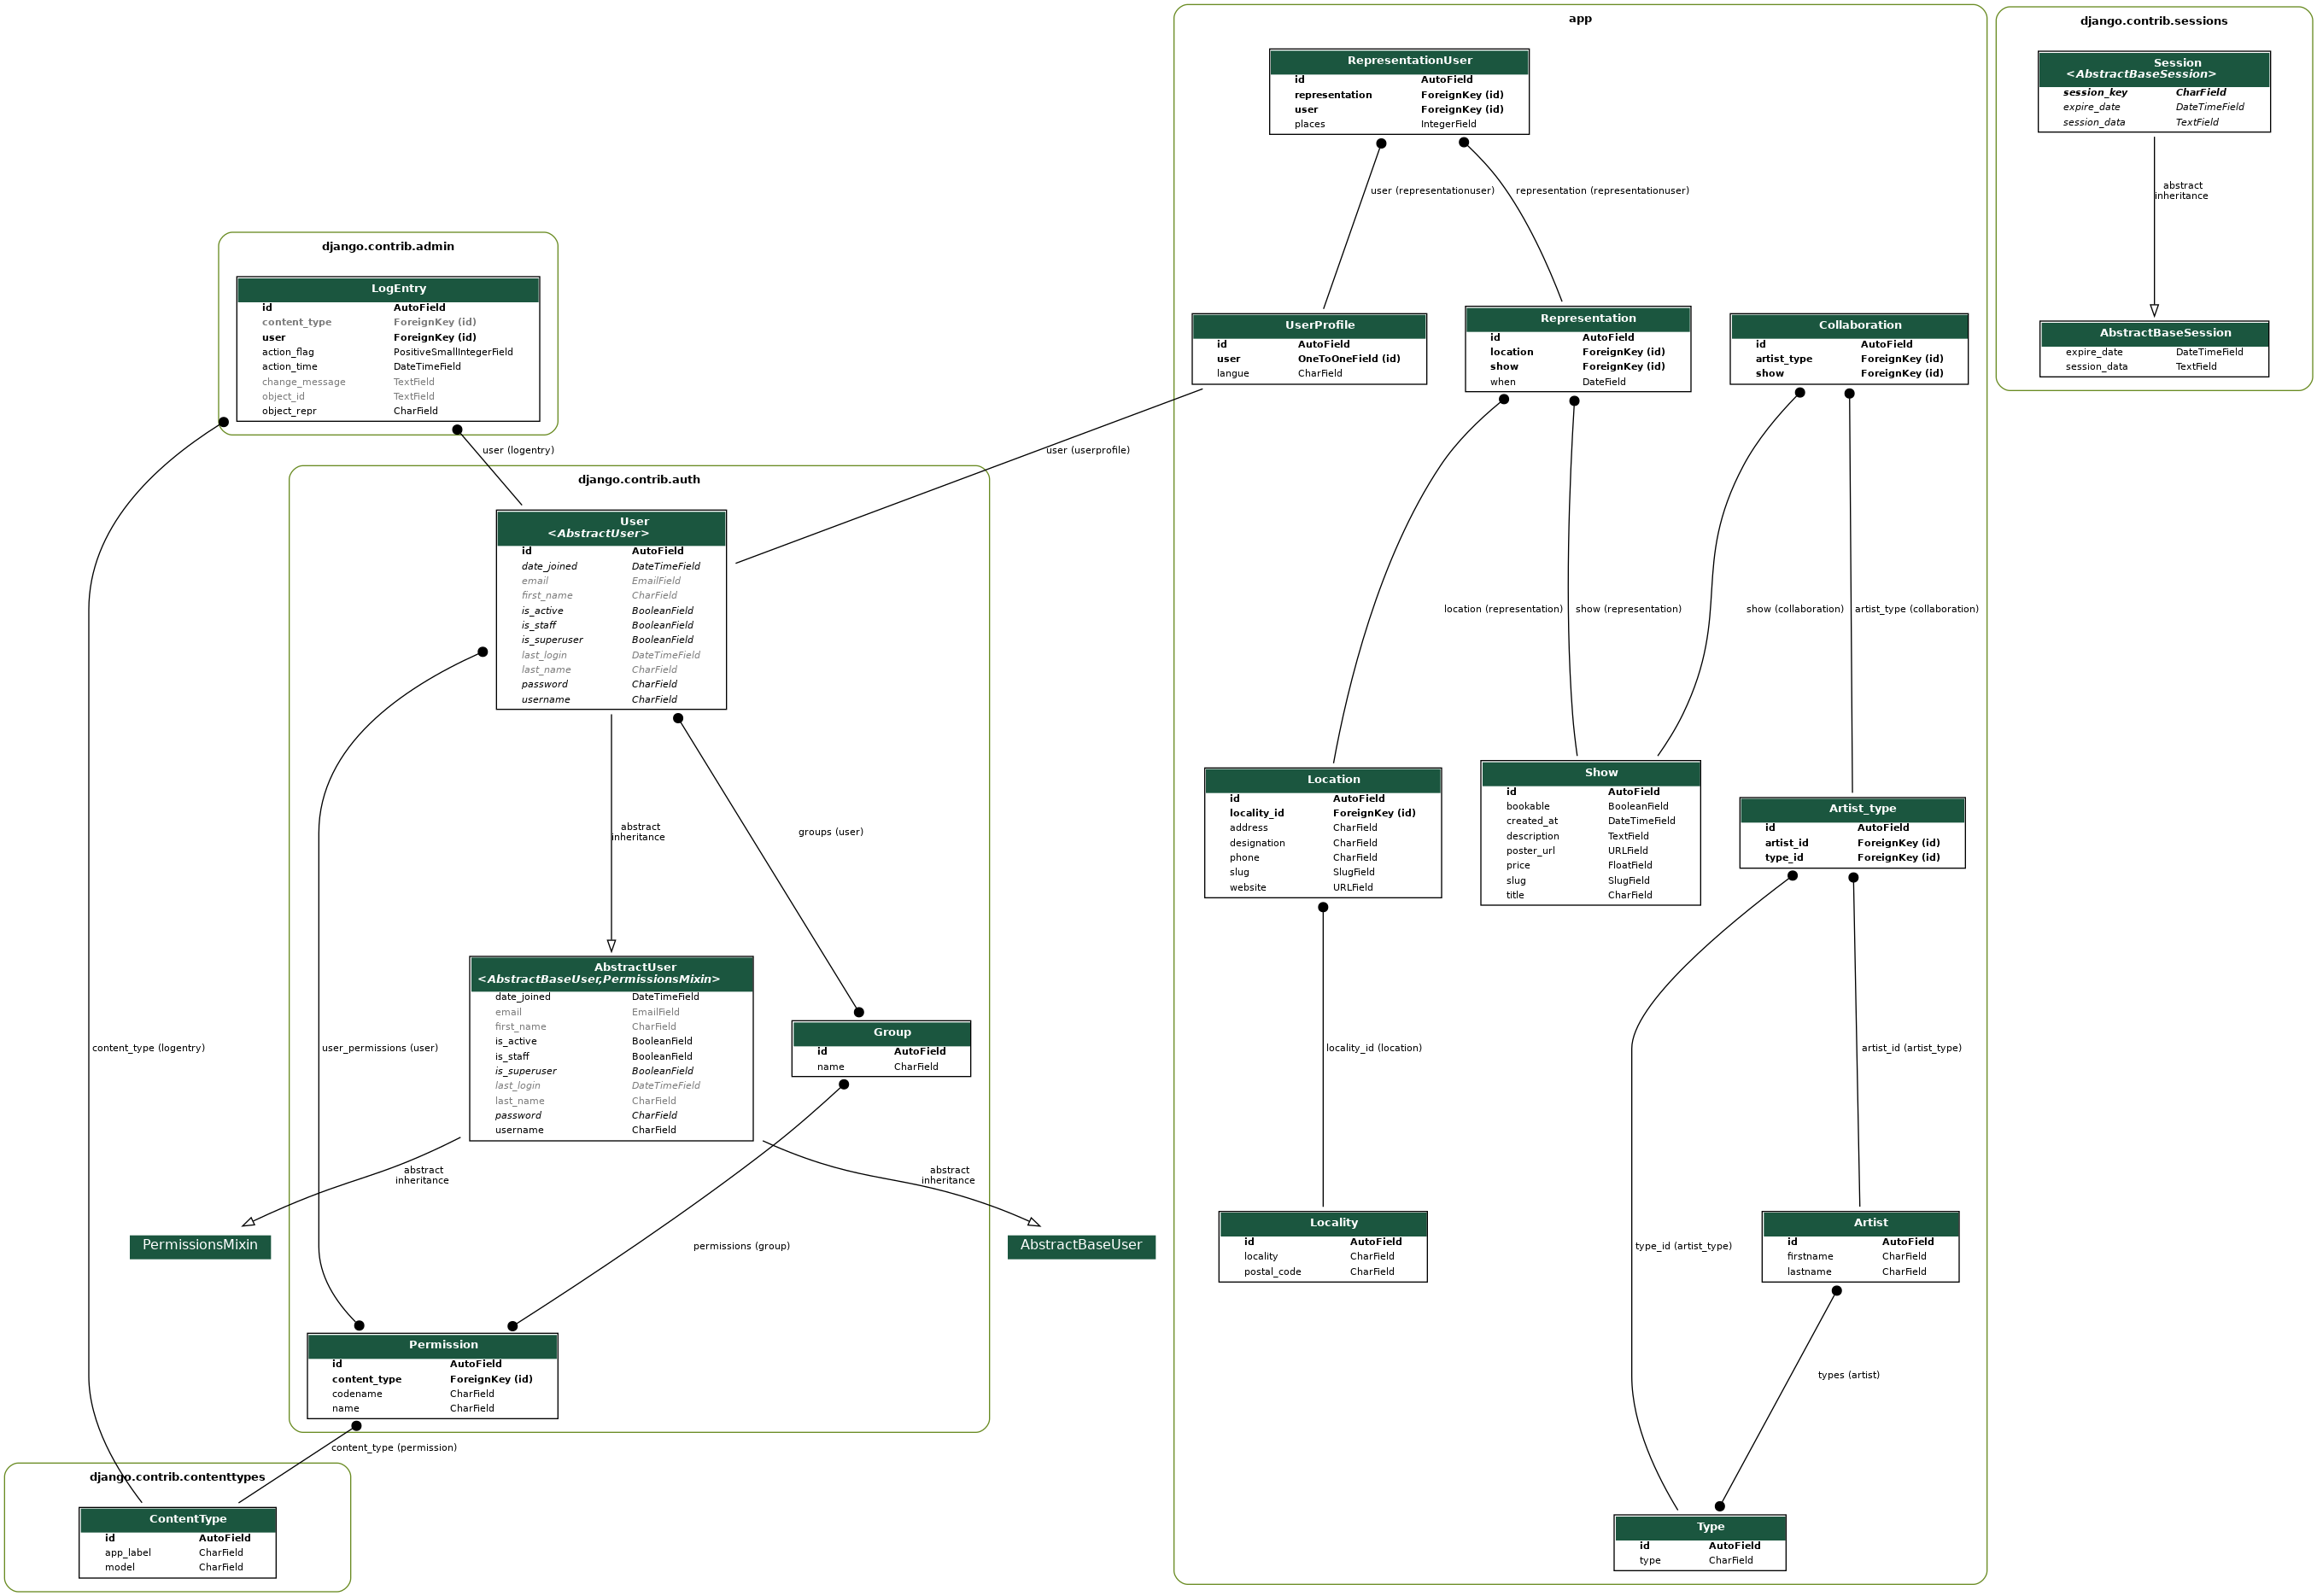 app
RepresentationUser
id AutoField
representation ForeignKey (id)
user ForeignKey (id)
places IntegerField
user (representationuser)
representation (representationuser)
UserProfile
id AutoField
user OneToOneField (id)
langue CharField
Representation
id AutoField
location ForeignKey (id)
show ForeignKey (id)
when DateField
Collaboration
id AutoField
artist_type ForeignKey (id)
show ForeignKey (id)
user (userprofile)
location (representation)
show (representation)
show (collaboration)
artist_type (collaboration)
Location
id AutoField
locality_id ForeignKey (id)
address CharField
designation CharField
phone CharField
slug SlugField
website URLField
Show
id AutoField
bookable BooleanField
created_at DateTimeField
description TextField
poster_url URLField
price FloatField
slug SlugField
title CharField
Artist_type
id AutoField
artist_id ForeignKey (id)
type_id ForeignKey (id)
locality_id (location)
artist_id (artist_type)
type_id (artist_type)
Locality
id AutoField
locality CharField
postal_code CharField
Artist
id AutoField
firstname CharField
lastname CharField
types (artist)
Type
id AutoField
type CharField
django.contrib.sessions
Session
<AbstractBaseSession>
session_key CharField
expire_date DateTimeField
session_data TextField
abstract
inheritance
AbstractBaseSession
expire_date DateTimeField
session_data TextField
django.contrib.admin
LogEntry
id AutoField
content_type ForeignKey (id)
user ForeignKey (id)
action_flag PositiveSmallIntegerField
action_time DateTimeField
change_message TextField
object_id TextField
object_repr CharField
user (logentry)
content_type (logentry)
django.contrib.auth
User
<AbstractUser>
id AutoField
date_joined DateTimeField
email EmailField
first_name CharField
is_active BooleanField
is_staff BooleanField
is_superuser BooleanField
last_login DateTimeField
last_name CharField
password CharField
username CharField
abstract
inheritance
groups (user)
user_permissions (user)
AbstractUser
<AbstractBaseUser,PermissionsMixin>
date_joined DateTimeField
email EmailField
first_name CharField
is_active BooleanField
is_staff BooleanField
is_superuser BooleanField
last_login DateTimeField
last_name CharField
password CharField
username CharField
Group
id AutoField
name CharField
abstract
inheritance
abstract
inheritance
PermissionsMixin
permissions (group)
AbstractBaseUser
Permission
id AutoField
content_type ForeignKey (id)
codename CharField
name CharField
content_type (permission)
django.contrib.contenttypes
ContentType
id AutoField
app_label CharField
model CharField